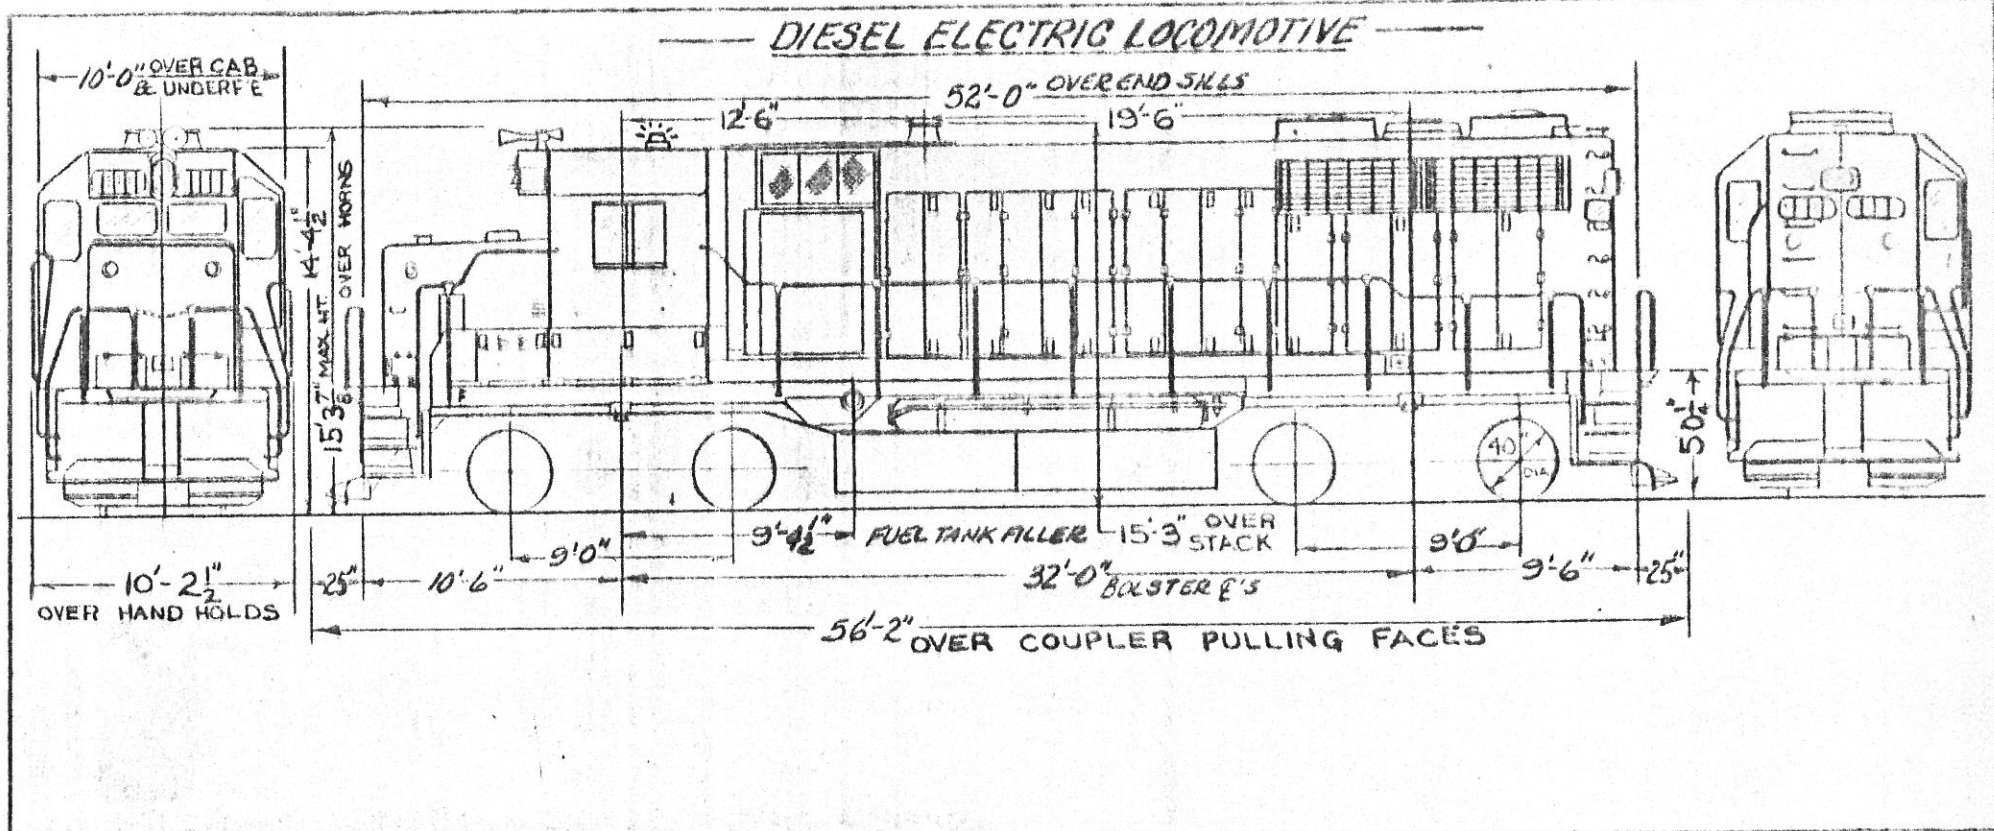 DIESEL ELECTRIC LOCOMOTIVE
10'-0" OVER CAB
& UNDERF'E
52'-0" OVER END SILLS
12'-6"
19'-6"
14'-4½"
15'3⅞" MAX. HT. OVER HORNS
F
40"
DIA
50¼"
9'-0"
9'-4½"
FUEL TANK FILLER
15'-3" OVER
STACK
9'0"
10'-2½"
OVER HAND HOLDS
25"
10'-6"
32'-0" BOLSTER ℄'S
9'-6"
25"
56'-2" OVER COUPLER PULLING FACES